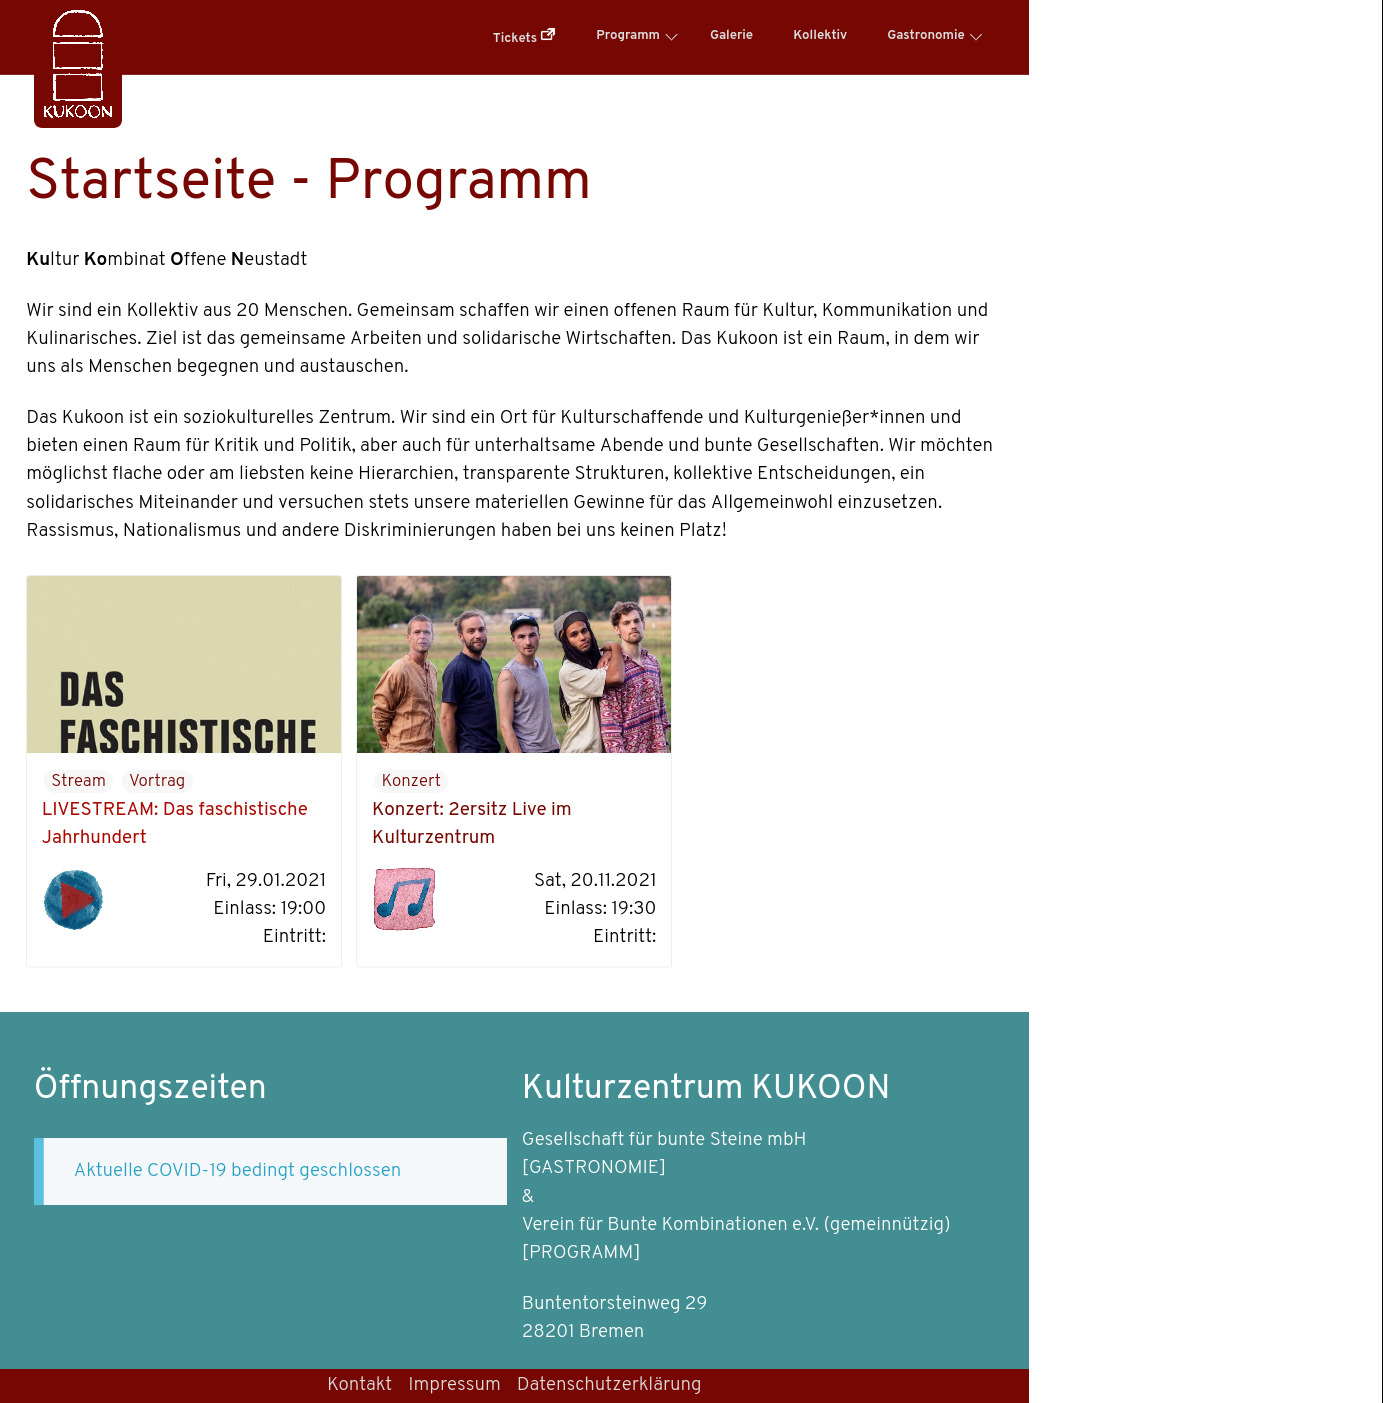 KUKOON
Tickets
Programm
Galerie
Kollektiv
Gastronomie
Startseite - Programm
Kultur Kombinat Offene Neustadt
Wir sind ein Kollektiv aus 20 Menschen. Gemeinsam schaffen wir einen offenen Raum für Kultur, Kommunikation und
Kulinarisches. Ziel ist das gemeinsame Arbeiten und solidarische Wirtschaften. Das Kukoon ist ein Raum, in dem wir
uns als Menschen begegnen und austauschen.
Das Kukoon ist ein soziokulturelles Zentrum. Wir sind ein Ort für Kulturschaffende und Kulturgenießer*innen und
bieten einen Raum für Kritik und Politik, aber auch für unterhaltsame Abende und bunte Gesellschaften. Wir möchten
möglichst flache oder am liebsten keine Hierarchien, transparente Strukturen, kollektive Entscheidungen, ein
solidarisches Miteinander und versuchen stets unsere materiellen Gewinne für das Allgemeinwohl einzusetzen.
Rassismus, Nationalismus und andere Diskriminierungen haben bei uns keinen Platz!
DAS
FASCHISTISCHE
Stream Vortrag
LIVESTREAM: Das faschistische
Jahrhundert
Fri, 29.01.2021
Einlass: 19:00
Eintritt:
Konzert
Konzert: 2ersitz Live im
Kulturzentrum
Sat, 20.11.2021
Einlass: 19:30
Eintritt:
Öffnungszeiten
Aktuelle COVID-19 bedingt geschlossen
Kulturzentrum KUKOON
Gesellschaft für bunte Steine mbH
[GASTRONOMIE]
&
Verein für Bunte Kombinationen e.V. (gemeinnützig)
[PROGRAMM]
Buntentorsteinweg 29
28201 Bremen
Kontakt Impressum Datenschutzerklärung